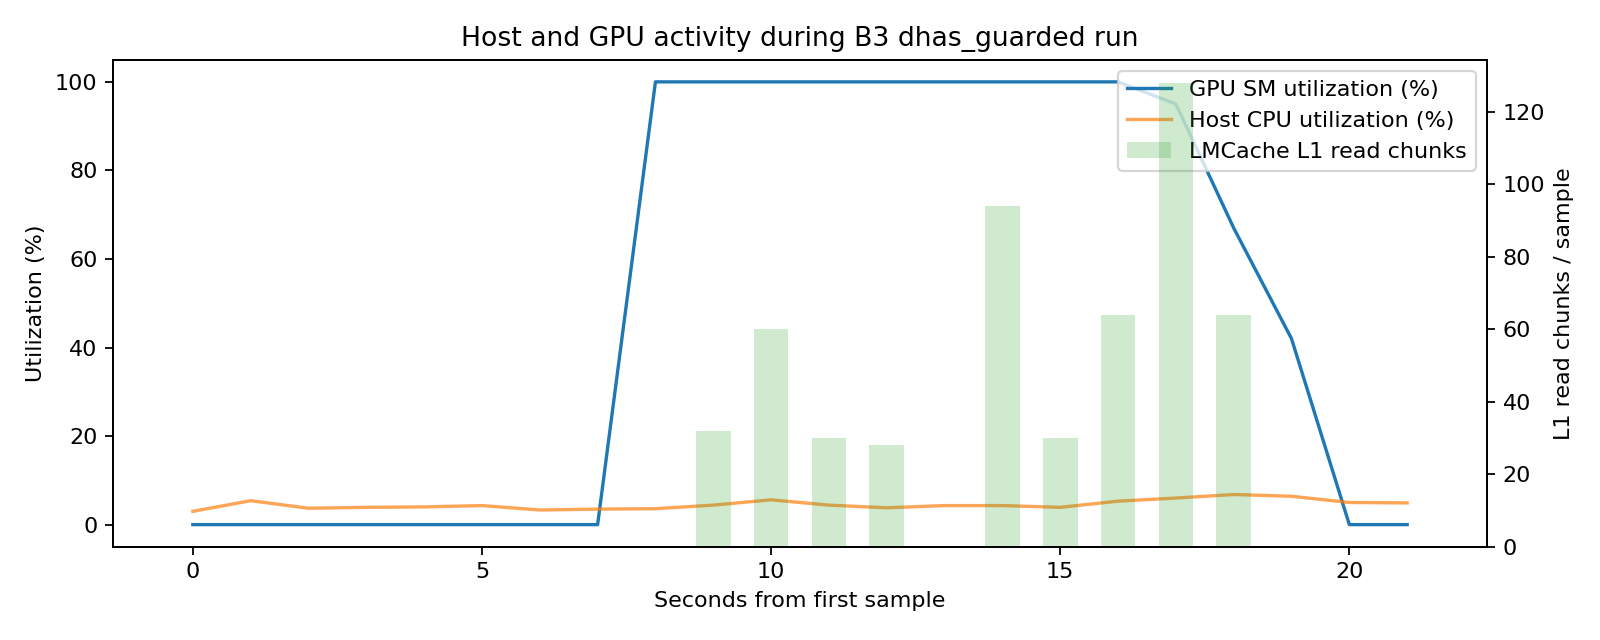 Host and GPU activity during B3 dhas_guarded run
GPU SM utilization (%)
Host CPU utilization (%)
LMCache L1 read chunks
Utilization (%)
100
80
60
40
20
0
120
100
80
60
40
20
0
L1 read chunks / sample
0 5 10 15 20
Seconds from first sample